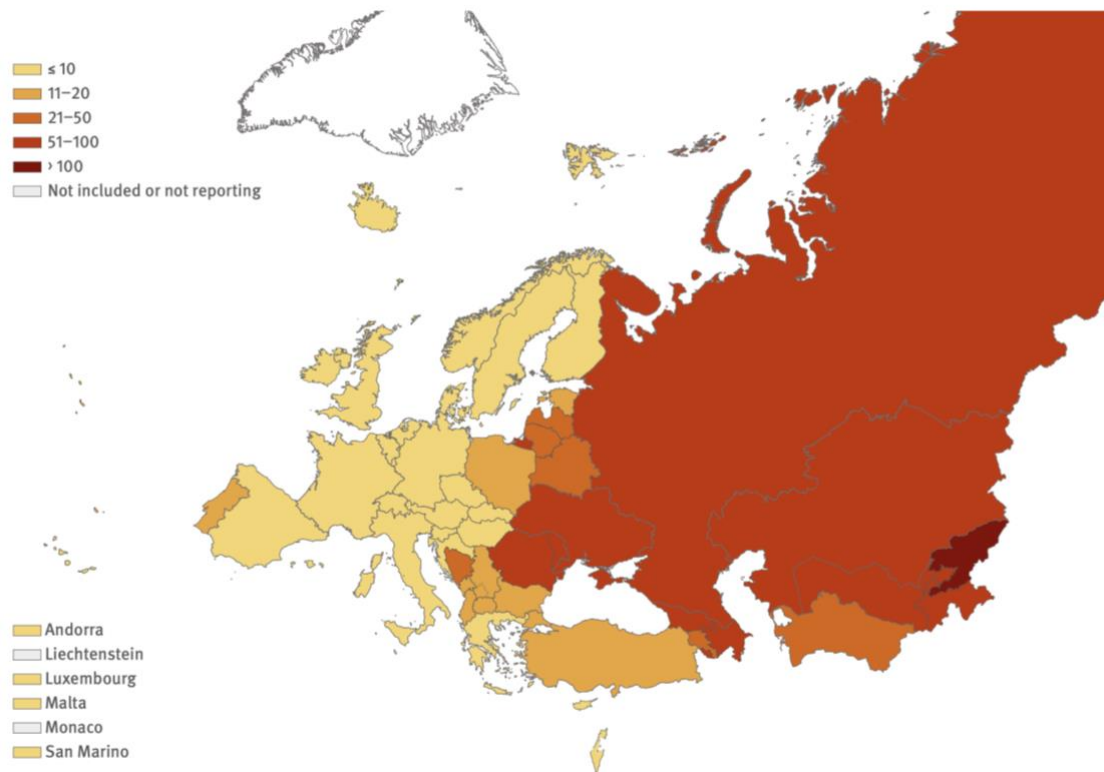 ≤ 10
11–20
21–50
51–100
› 100
Not included or not reporting
Andorra
Liechtenstein
Luxembourg
Malta
Monaco
San Marino